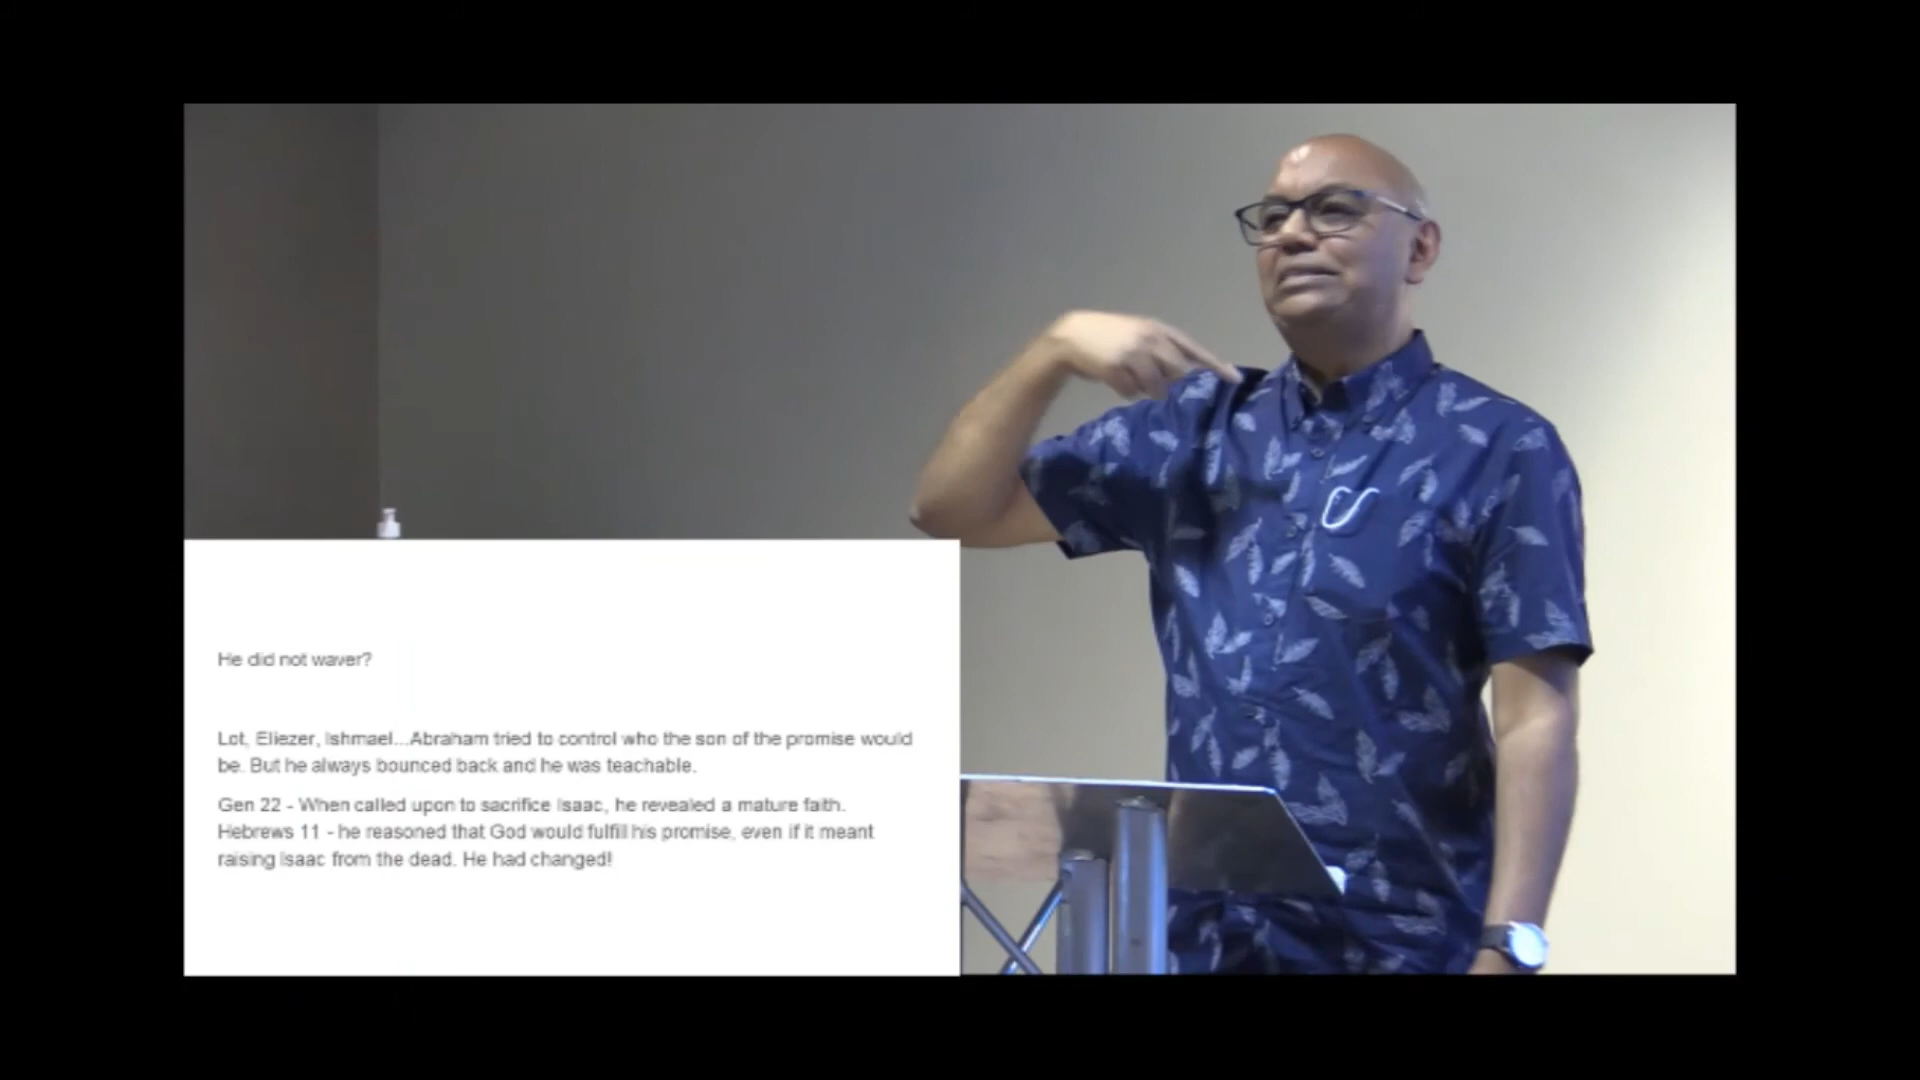 He did not waver?
Lot, Eliezer, Ishmael...Abraham tried to control who the son of the promise would
be. But he always bounced back and he was teachable.
Gen 22 - When called upon to sacrifice Isaac, he revealed a mature faith.
Hebrews 11 - he reasoned that God would fulfill his promise, even if it meant
raising Isaac from the dead. He had changed!